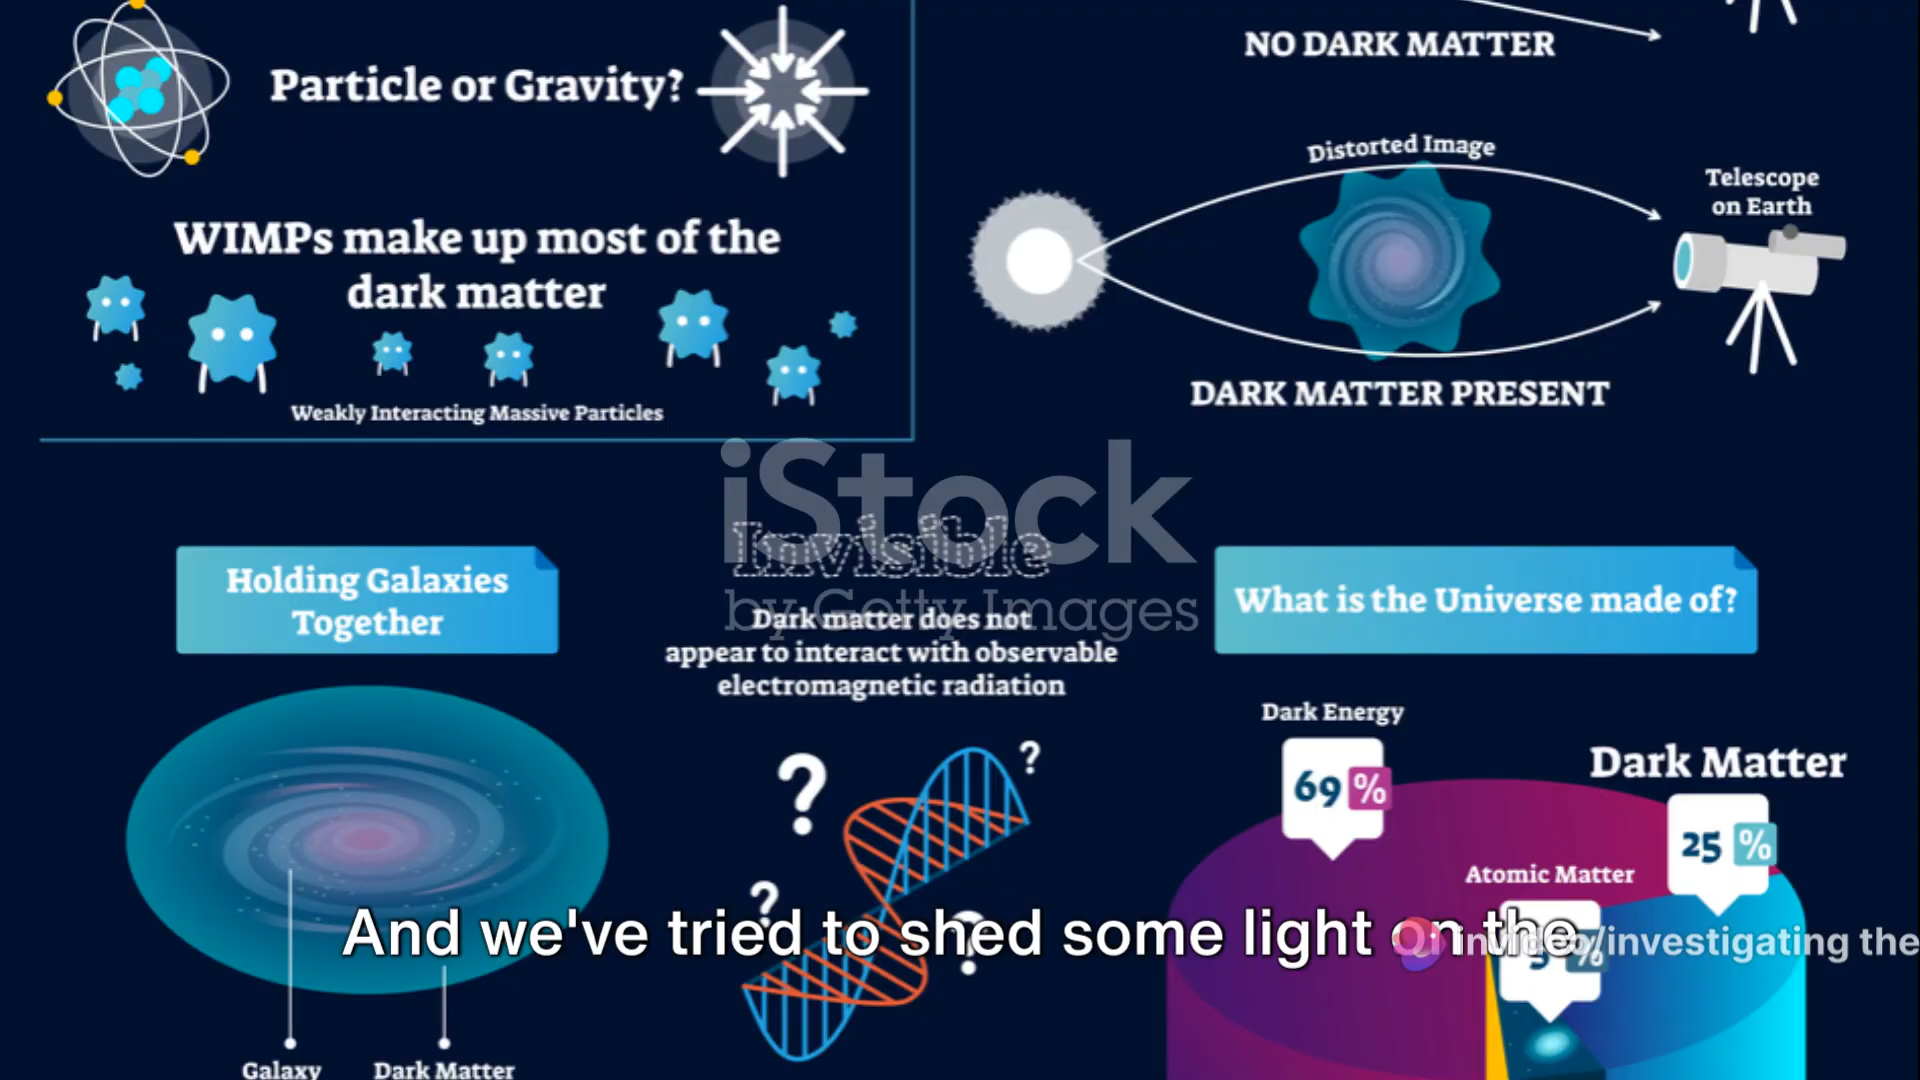 Particle or Gravity?
WIMPs make up most of the
dark matter
Weakly Interacting Massive Particles
NO DARK MATTER
Distorted Image
Telescope
on Earth
DARK MATTER PRESENT
iStock
by Getty Images
Holding Galaxies
Together
Galaxy
Dark Matter
Invisible
Dark matter does not
appear to interact with observable
electromagnetic radiation
?
?
?
?
What is the Universe made of?
Dark Energy
69%
Dark Matter
25%
Atomic Matter
5%
And we've tried to shed some light on the
invideo/investigating the